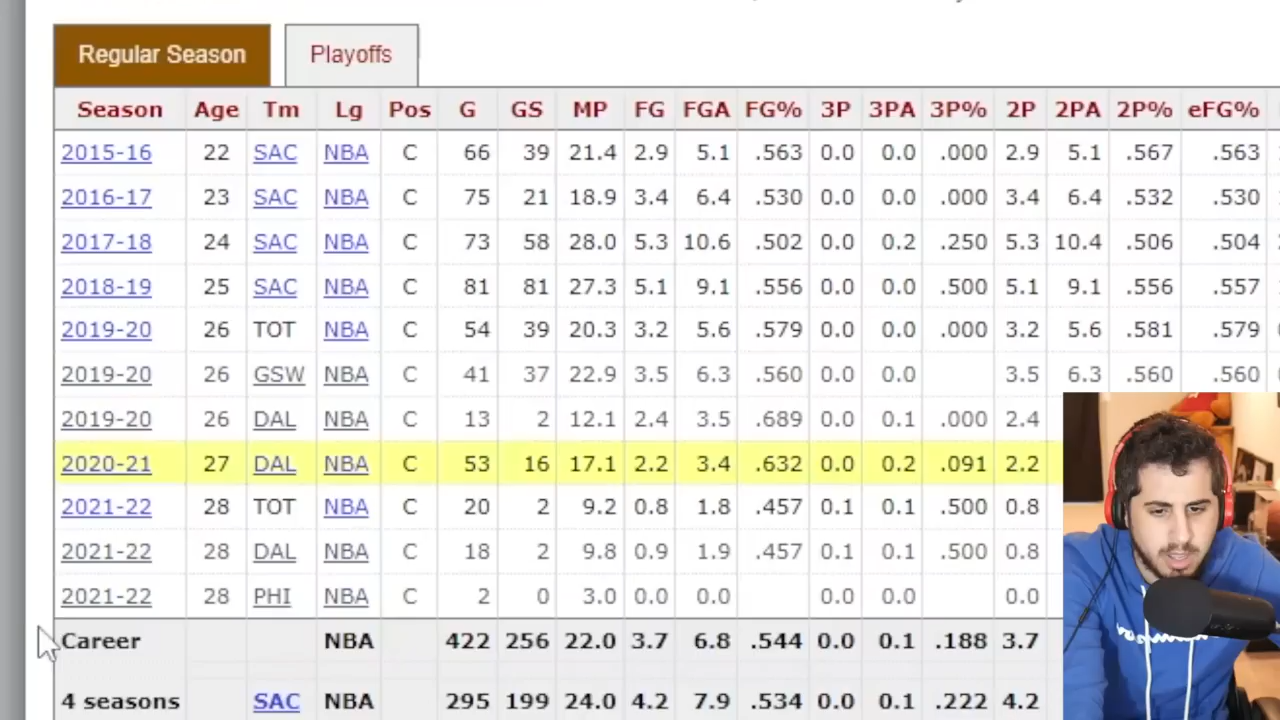 Regular Season Playoffs
Season Age Tm Lg Pos G GS MP FG FGA FG% 3P 3PA 3P% 2P 2PA 2P% eFG%
2015-16 22 SAC NBA C 66 39 21.4 2.9 5.1 .563 0.0 0.0 .000 2.9 5.1 .567 .563
2016-17 23 SAC NBA C 75 21 18.9 3.4 6.4 .530 0.0 0.0 .000 3.4 6.4 .532 .530
2017-18 24 SAC NBA C 73 58 28.0 5.3 10.6 .502 0.0 0.2 .250 5.3 10.4 .506 .504
2018-19 25 SAC NBA C 81 81 27.3 5.1 9.1 .556 0.0 0.0 .500 5.1 9.1 .556 .557
2019-20 26 TOT NBA C 54 39 20.3 3.2 5.6 .579 0.0 0.0 .000 3.2 5.6 .581 .579
2019-20 26 GSW NBA C 41 37 22.9 3.5 6.3 .560 0.0 0.0 3.5 6.3 .560 .560
2019-20 26 DAL NBA C 13 2 12.1 2.4 3.5 .689 0.0 0.1 .000 2.4
2020-21 27 DAL NBA C 53 16 17.1 2.2 3.4 .632 0.0 0.2 .091 2.2
2021-22 28 TOT NBA C 20 2 9.2 0.8 1.8 .457 0.1 0.1 .500 0.8
2021-22 28 DAL NBA C 18 2 9.8 0.9 1.9 .457 0.1 0.1 .500 0.8
2021-22 28 PHI NBA C 2 0 3.0 0.0 0.0 0.0 0.0 0.0
Career NBA 422 256 22.0 3.7 6.8 .544 0.0 0.1 .188 3.7
4 seasons SAC NBA 295 199 24.0 4.2 7.9 .534 0.0 0.1 .222 4.2